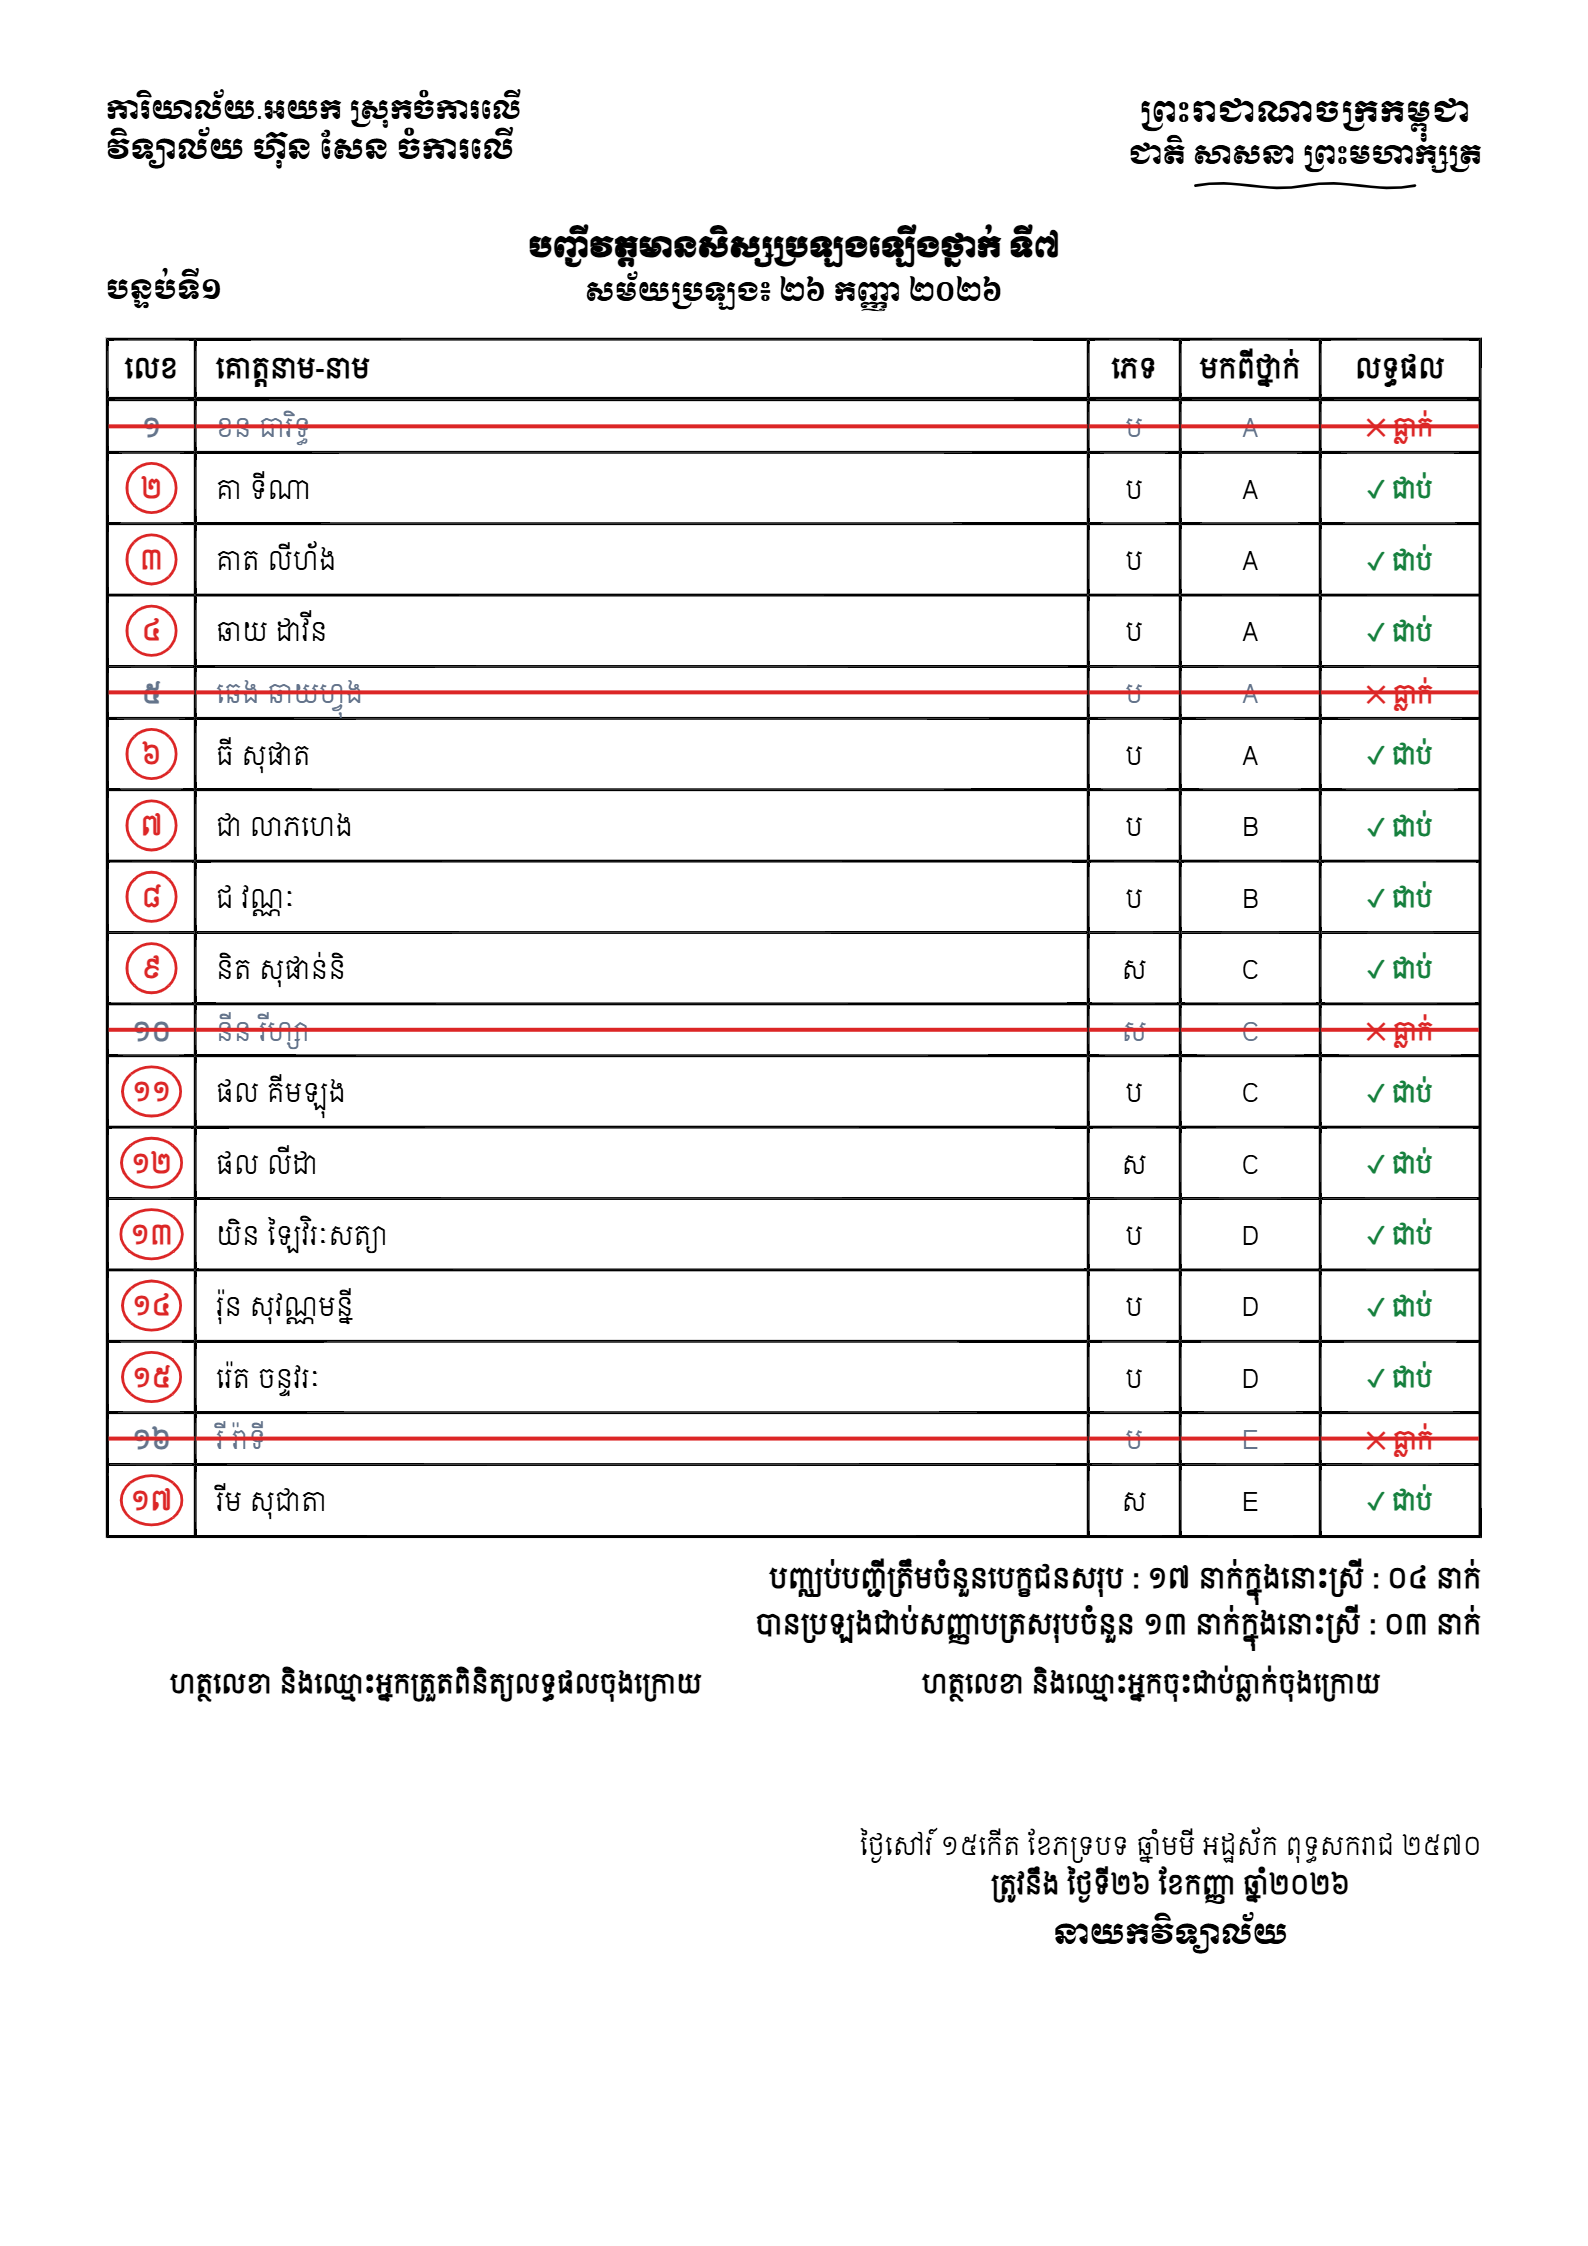 ការិយាល័យ.អយក ស្រុកចំការលើ
វិទ្យាល័យ ហ៊ុន សែន ចំការលើ
ព្រះរាជាណាចក្រកម្ពុជា
ជាតិ សាសនា ព្រះមហាក្សត្រ
បញ្ជីវត្តមានសិស្សប្រឡងឡើងថ្នាក់ ទី៧
បន្ទប់ទី១
សម័យប្រឡង៖ ២៦ កញ្ញា ២០២៦
លេខ គោត្តនាម-នាម ភេទ មកពីថ្នាក់ លទ្ធផល
១ ខន ធារិទ្ធ ប A ✕ ធ្លាក់
២ គា ទីណា ប A ✓ ជាប់
៣ គាត លីហ័ង ប A ✓ ជាប់
៤ ឆាយ ដាវីន ប A ✓ ជាប់
៥ ឆេង ឆាយហ្វុង ប A ✕ ធ្លាក់
៦ ធី សុផាត ប A ✓ ជាប់
៧ ជា លាភហេង ប B ✓ ជាប់
៨ ជ វណ្ណៈ ប B ✓ ជាប់
៩ និត សុផាន់និ ស C ✓ ជាប់
១០ នីន រីហ្សា ស C ✕ ធ្លាក់
១១ ផល គីមឡុង ប C ✓ ជាប់
១២ ផល លីដា ស C ✓ ជាប់
១៣ យិន ឡៃវិរៈសត្យា ប D ✓ ជាប់
១៤ រ៉ុន សុវណ្ណមន្នី ប D ✓ ជាប់
១៥ រ៉េត ចន្ទវរៈ ប D ✓ ជាប់
១៦ រី រ៉ាទី ប E ✕ ធ្លាក់
១៧ រីម សុជាតា ស E ✓ ជាប់
បញ្ឈប់បញ្ជីត្រឹមចំនួនបេក្ខជនសរុប : ១៧ នាក់ក្នុងនោះស្រី : ០៤ នាក់
បានប្រឡងជាប់សញ្ញាបត្រសរុបចំនួន ១៣ នាក់ក្នុងនោះស្រី : ០៣ នាក់
ហត្ថលេខា និងឈ្មោះអ្នកត្រួតពិនិត្យលទ្ធផលចុងក្រោយ
ហត្ថលេខា និងឈ្មោះអ្នកចុះជាប់ធ្លាក់ចុងក្រោយ
ថ្ងៃសៅរ៍ ១៥កើត ខែភទ្របទ ឆ្នាំមមី អដ្ឋស័ក ពុទ្ធសករាជ ២៥៧០
ត្រូវនឹង ថ្ងៃទី២៦ ខែកញ្ញា ឆ្នាំ២០២៦
នាយកវិទ្យាល័យ